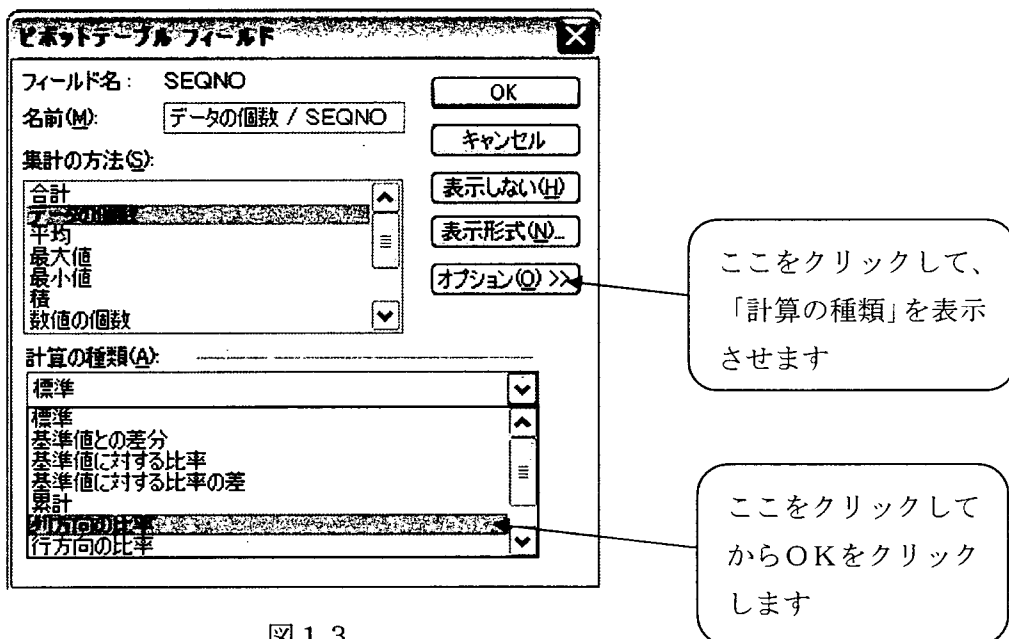 ピボットテーブル フィールド
フィールド名: SEQNO
名前(M): データの個数 / SEQNO
集計の方法(S):
合計
データの個数
平均
最大値
最小値
積
数値の個数
OK
キャンセル
表示しない(H)
表示形式(N)...
オプション(O) >>
計算の種類(A):
標準
標準
基準値との差分
基準値に対する比率
基準値に対する比率の差
累計
列方向の比率
行方向の比率
ここをクリックして、
「計算の種類」を表示
させます
ここをクリックして
からOKをクリック
します
図1.3